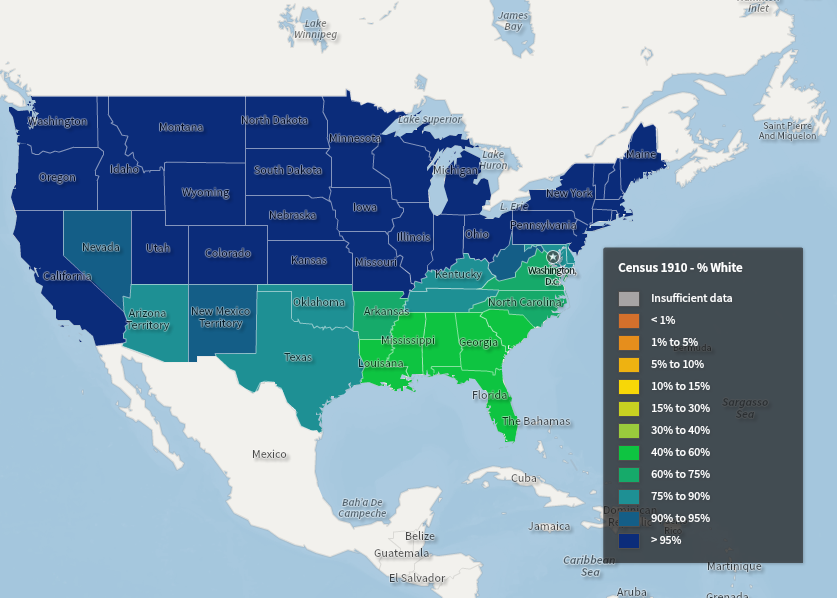 Hamilton
Inlet
James
Bay
Lake
Winnipeg
Washington
Montana
North Dakota
Lake Superior
Minnesota
Saint Pierre
And Miquelon
Oregon
Idaho
South Dakota
Michigan
Lake
Huron
Maine
Wyoming
New York
Nebraska
Iowa
L. Erie
Nevada
Utah
Colorado
Kansas
Missouri
Illinois
Ohio
Pennsylvania
California
Kentucky
Washington,
D.C.
Arizona
Territory
New Mexico
Territory
Oklahoma
Arkansas
North Carolina
Texas
Mississippi
Georgia
Louisana
Florida
The Bahamas
Mexico
Cuba
Bah'a De
Campeche
Jamaica
Belize
Guatemala
El Salvador
Caribbean
Sea
Aruba
Grenada
Martinique
Sargasso
Sea
Dominican
Census 1910 - % White
Insufficient data
< 1%
1% to 5%
5% to 10%
10% to 15%
15% to 30%
30% to 40%
40% to 60%
60% to 75%
75% to 90%
90% to 95%
> 95%